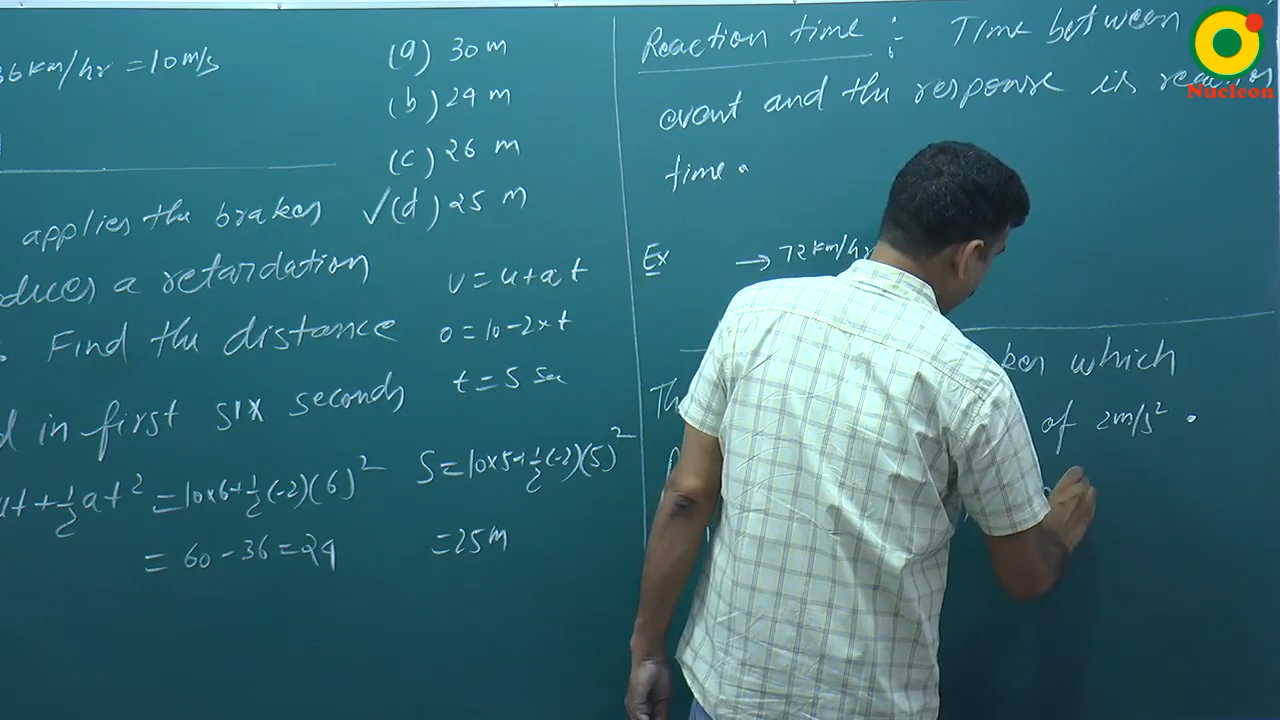 36 Km/hr = 10 m/s
(a) 30 m
(b) 24 m
(c) 26 m
✓(d) 25 m
applies the brakes
duces a retardation
. Find the distance
d in first six seconds
ut + 1/2 at² = 10×6 + 1/2 (-2)(6)²
= 60 - 36 = 24
v = u + at
0 = 10 - 2×t
t = 5 Sec
S = 10×5 + 1/2 (-2)(5)²
= 25 m
Reaction time : Time between
event and the response is reaction
time.
Ex → 72 km/hr
kes which
Th
of 2m/s² .
Nucleon